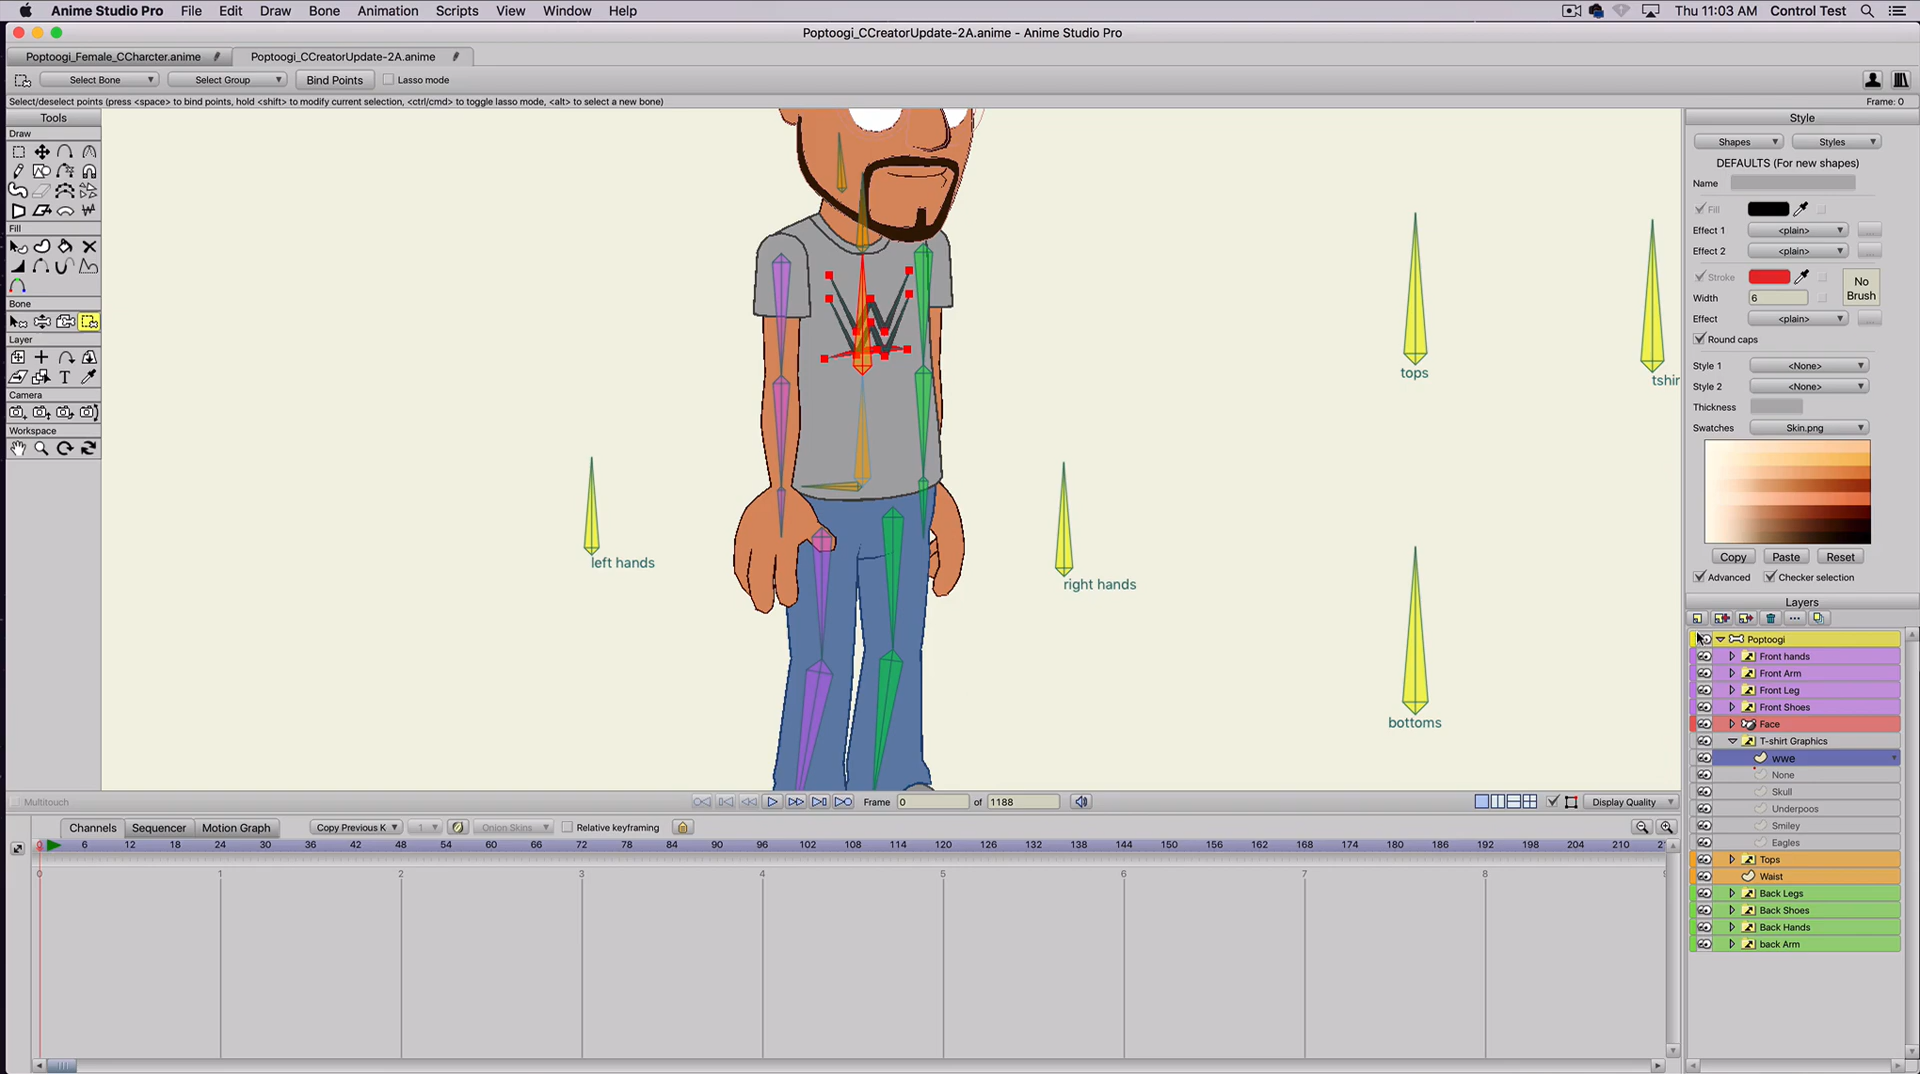 Anime Studio Pro File Edit Draw Bone Animation Scripts View Window Help Thu 11:03 AM Control Test
Poptoogi_CCreatorUpdate-2A.anime - Anime Studio Pro
Poptoogi_Female_CCharcter.anime Poptoogi_CCreatorUpdate-2A.anime
Select Bone Select Group Bind Points Lasso mode
Select/deselect points (press <space> to bind points, hold <shift> to modify current selection, <ctrl/cmd> to toggle lasso mode, <alt> to select a new bone) Frame: 0
Tools
Draw
Fill
Bone
Layer
Camera
Workspace
tops
tshir
left hands
right hands
bottoms
Style
Shapes Styles
DEFAULTS (For new shapes)
Name
Fill
Effect 1 <plain> ...
Effect 2 <plain> ...
Stroke
No Brush
Width 6
Effect <plain> ...
Round caps
Style 1 <None>
Style 2 <None>
Thickness
Swatches Skin.png
Copy Paste Reset
Advanced Checker selection
Layers
Poptoogi
Front hands
Front Arm
Front Leg
Front Shoes
Face
T-shirt Graphics
wwe
None
Skull
Underpoos
Smiley
Eagles
Tops
Waist
Back Legs
Back Shoes
Back Hands
back Arm
Multitouch Frame 0 of 1188 Display Quality
Channels Sequencer Motion Graph Copy Previous K 1 Onion Skins Relative keyframing
0 6 12 18 24 30 36 42 48 54 60 66 72 78 84 90 96 102 108 114 120 126 132 138 144 150 156 162 168 174 180 186 192 198 204 210
0 1 2 3 4 5 6 7 8